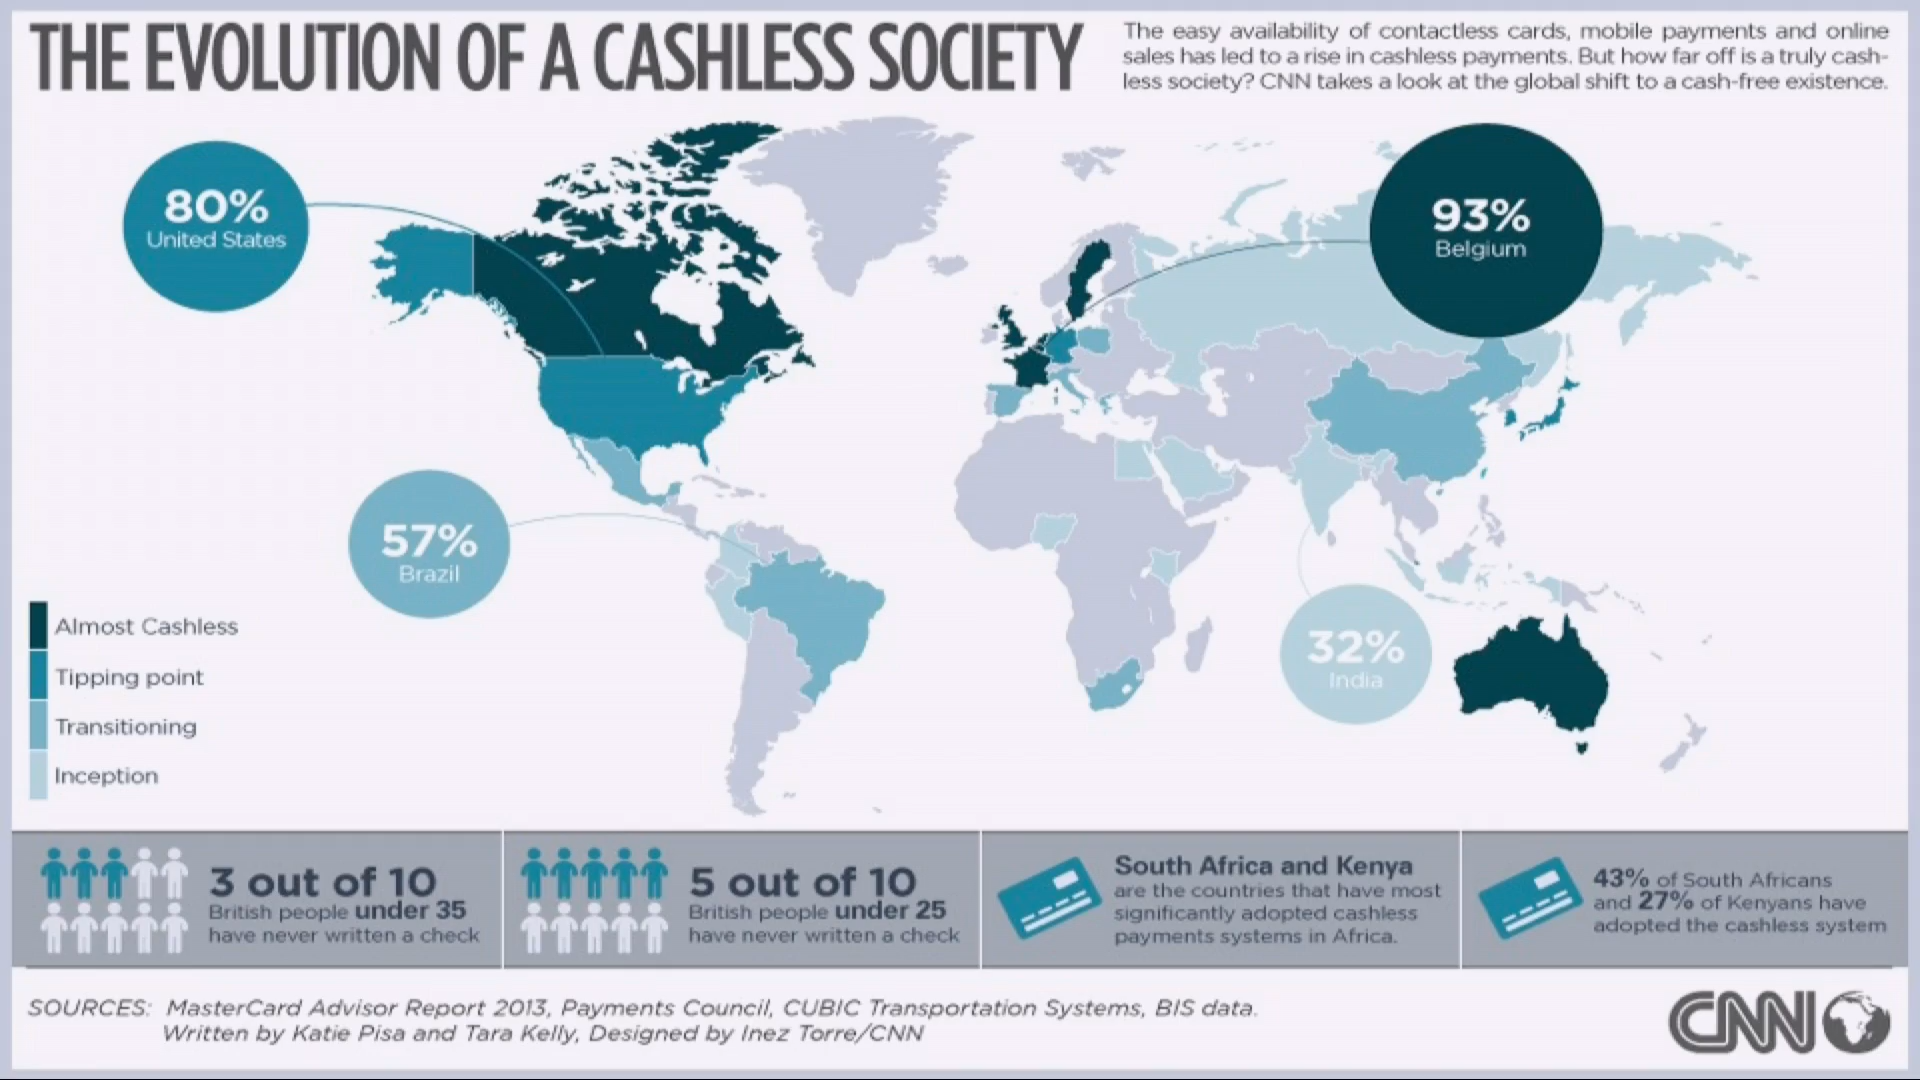 THE EVOLUTION OF A CASHLESS SOCIETY
The easy availability of contactless cards, mobile payments and online
sales has led to a rise in cashless payments. But how far off is a truly cash-
less society? CNN takes a look at the global shift to a cash-free existence.
80%
United States
93%
Belgium
57%
Brazil
32%
India
Almost Cashless
Tipping point
Transitioning
Inception
3 out of 10
British people under 35
have never written a check
5 out of 10
British people under 25
have never written a check
South Africa and Kenya
are the countries that have most
significantly adopted cashless
payments systems in Africa.
43% of South Africans
and 27% of Kenyans have
adopted the cashless system
SOURCES: MasterCard Advisor Report 2013, Payments Council, CUBIC Transportation Systems, BIS data.
Written by Katie Pisa and Tara Kelly, Designed by Inez Torre/CNN
CNN